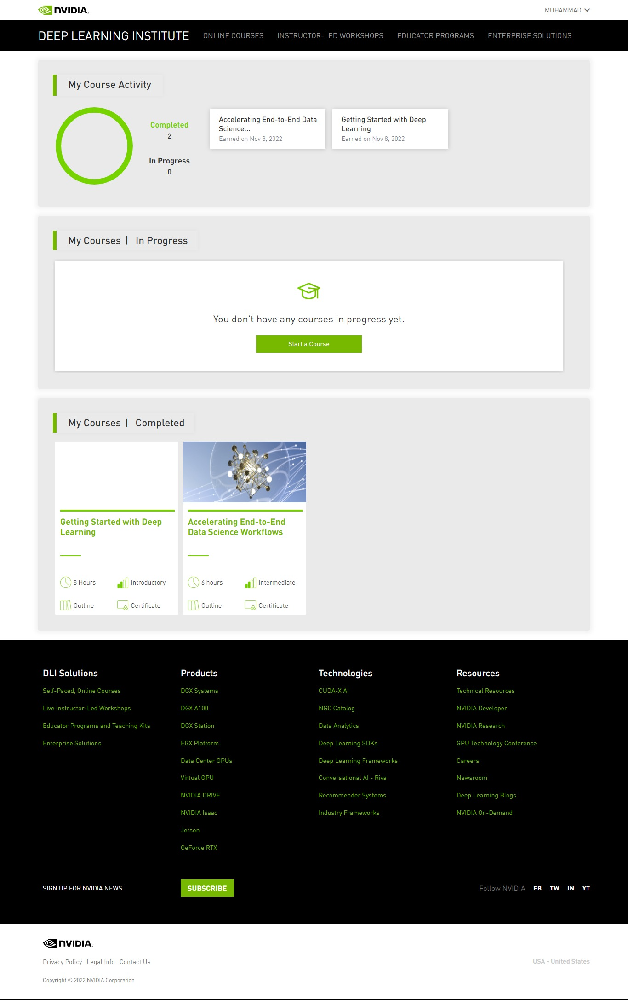 NVIDIA.
MUHAMMAD
DEEP LEARNING INSTITUTE
ONLINE COURSES
INSTRUCTOR-LED WORKSHOPS
EDUCATOR PROGRAMS
ENTERPRISE SOLUTIONS
My Course Activity
Completed
2
In Progress
0
Accelerating End-to-End Data
Science...
Earned on Nov 8, 2022
Getting Started with Deep
Learning
Earned on Nov 8, 2022
My Courses | In Progress
You don't have any courses in progress yet.
Start a Course
My Courses | Completed
Getting Started with Deep
Learning
8 Hours
Introductory
Outline
Certificate
Accelerating End-to-End
Data Science Workflows
6 hours
Intermediate
Outline
Certificate
DLI Solutions
Self-Paced, Online Courses
Live Instructor-Led Workshops
Educator Programs and Teaching Kits
Enterprise Solutions
Products
DGX Systems
DGX A100
DGX Station
EGX Platform
Data Center GPUs
Virtual GPU
NVIDIA DRIVE
NVIDIA Isaac
Jetson
GeForce RTX
Technologies
CUDA-X AI
NGC Catalog
Data Analytics
Deep Learning SDKs
Deep Learning Frameworks
Conversational AI - Riva
Recommender Systems
Industry Frameworks
Resources
Technical Resources
NVIDIA Developer
NVIDIA Research
GPU Technology Conference
Careers
Newsroom
Deep Learning Blogs
NVIDIA On-Demand
SIGN UP FOR NVIDIA NEWS
SUBSCRIBE
Follow NVIDIA FB TW IN YT
NVIDIA.
Privacy Policy Legal Info Contact Us
USA - United States
Copyright © 2022 NVIDIA Corporation